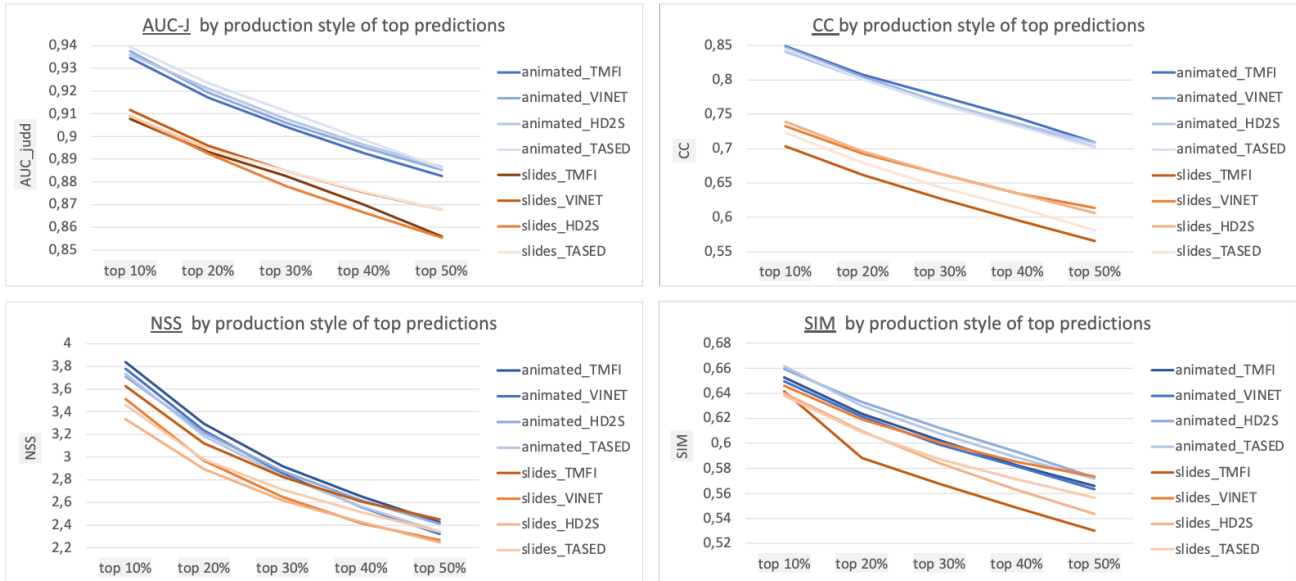 AUC-J by production style of top predictions
0,94
0,93
0,92
0,91
0,9
0,89
0,88
0,87
0,86
0,85
AUC_judd
top 10% top 20% top 30% top 40% top 50%
animated_TMFI
animated_VINET
animated_HD2S
animated_TASED
slides_TMFI
slides_VINET
slides_HD2S
slides_TASED
CC by production style of top predictions
0,85
0,8
0,75
0,7
0,65
0,6
0,55
CC
top 10% top 20% top 30% top 40% top 50%
animated_TMFI
animated_VINET
animated_HD2S
animated_TASED
slides_TMFI
slides_VINET
slides_HD2S
slides_TASED
NSS by production style of top predictions
4
3,8
3,6
3,4
3,2
3
2,8
2,6
2,4
2,2
NSS
top 10% top 20% top 30% top 40% top 50%
animated_TMFI
animated_VINET
animated_HD2S
animated_TASED
slides_TMFI
slides_VINET
slides_HD2S
slides_TASED
SIM by production style of top predictions
0,68
0,66
0,64
0,62
0,6
0,58
0,56
0,54
0,52
SIM
top 10% top 20% top 30% top 40% top 50%
animated_TMFI
animated_VINET
animated_HD2S
animated_TASED
slides_TMFI
slides_VINET
slides_HD2S
slides_TASED